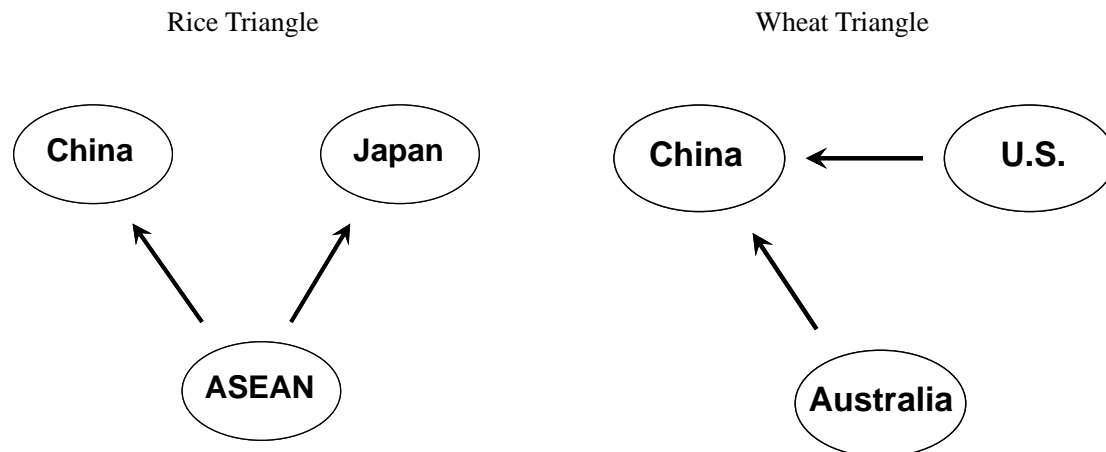 Rice Triangle
Wheat Triangle
China
Japan
China
U.S.
ASEAN
Australia